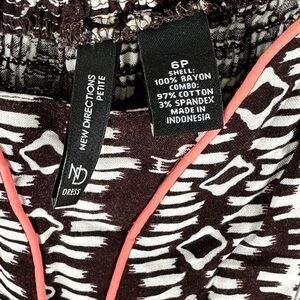 NEW DIRECTIONS
PETITE
ND
DRESS
6P
SHELL:
100% RAYON
COMBO:
97% COTTON
3% SPANDEX
MADE IN
INDONESIA